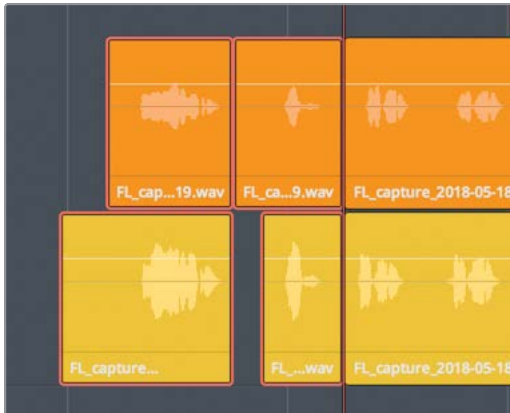 FL_cap...19.wav
FL_ca...9.wav
FL_capture_2018-05-18
FL_capture...
FL_...wav
FL_capture_2018-05-18